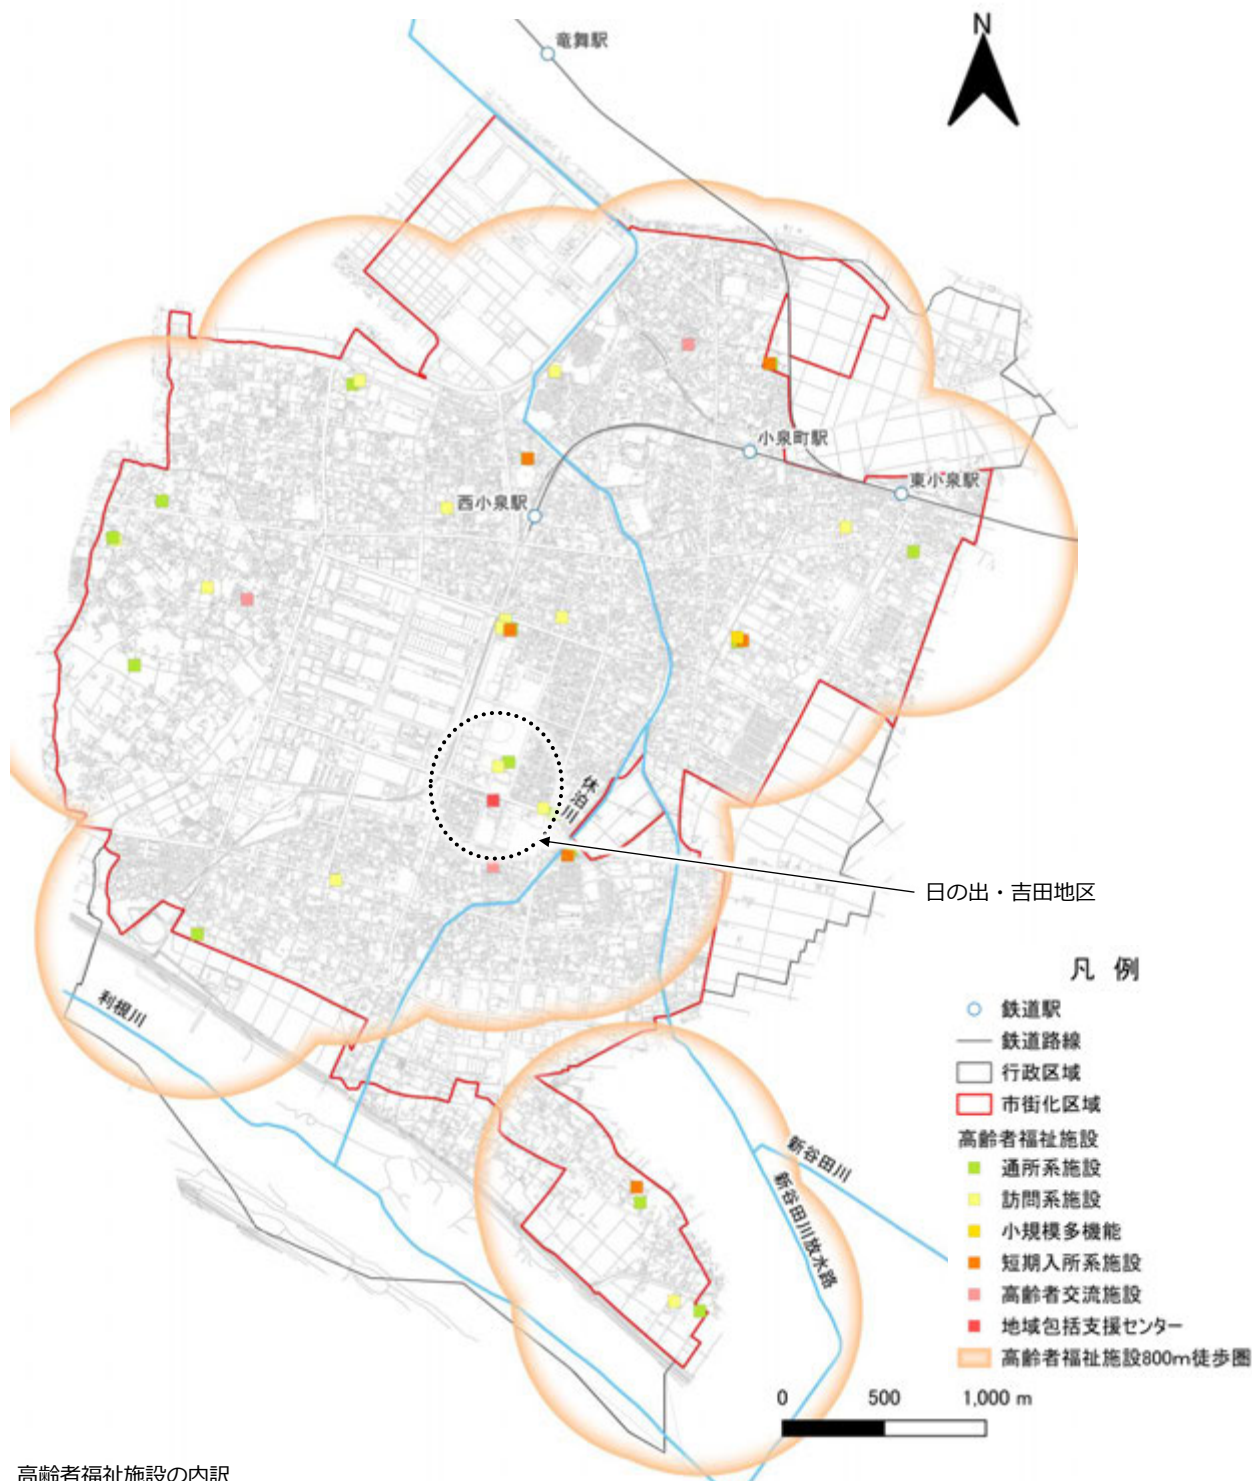 竜舞駅
N
小泉町駅
東小泉駅
西小泉駅
休泊川
日の出・吉田地区
利根川
新谷田川
新谷田川放水路
凡 例
鉄道駅
鉄道路線
行政区域
市街化区域
高齢者福祉施設
通所系施設
訪問系施設
小規模多機能
短期入所系施設
高齢者交流施設
地域包括支援センター
高齢者福祉施設800m徒歩圏
0 500 1,000 m
高齢者福祉施設の内訳